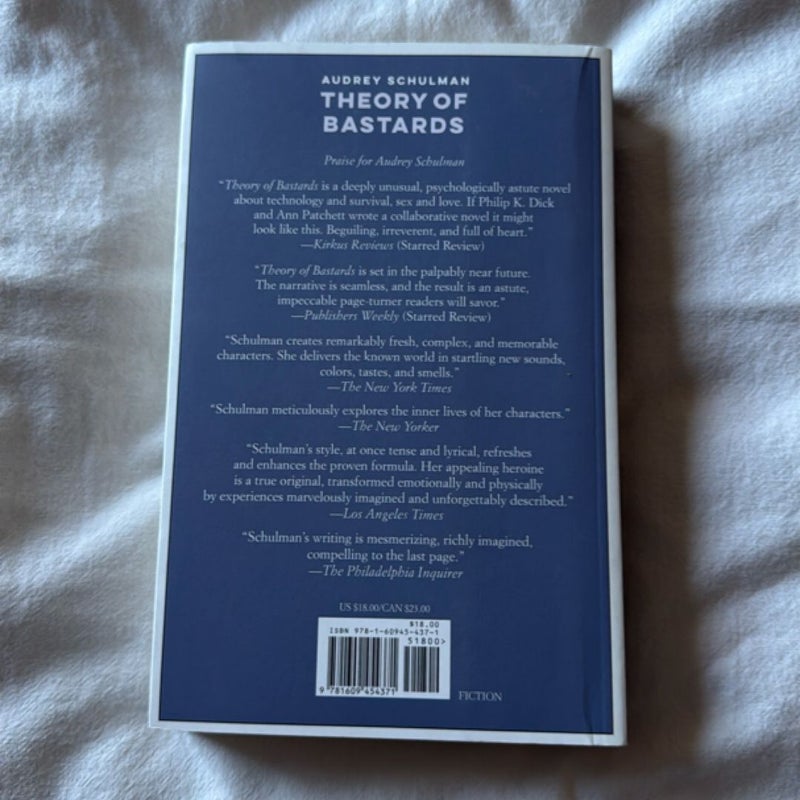 AUDREY SCHULMAN
THEORY OF
BASTARDS
Praise for Audrey Schulman
“Theory of Bastards is a deeply unusual, psychologically astute novel
about technology and survival, sex and love. If Philip K. Dick
and Ann Patchett wrote a collaborative novel it might
look like this. Beguiling, irreverent, and full of heart.”
—Kirkus Reviews (Starred Review)
“Theory of Bastards is set in the palpably near future.
The narrative is seamless, and the result is an astute,
impeccable page-turner readers will savor.”
—Publishers Weekly (Starred Review)
“Schulman creates remarkably fresh, complex, and memorable
characters. She delivers the known world in startling new sounds,
colors, tastes, and smells.”
—The New York Times
“Schulman meticulously explores the inner lives of her characters.”
—The New Yorker
“Schulman’s style, at once tense and lyrical, refreshes
and enhances the proven formula. Her appealing heroine
is a true original, transformed emotionally and physically
by experiences marvelously imagined and unforgettably described.”
—Los Angeles Times
“Schulman’s writing is mesmerizing, richly imagined,
compelling to the last page.”
—The Philadelphia Inquirer
US $18.00/CAN $23.00
$18.00
ISBN 978-1-60945-437-1
51800>
9 781609 454371
FICTION